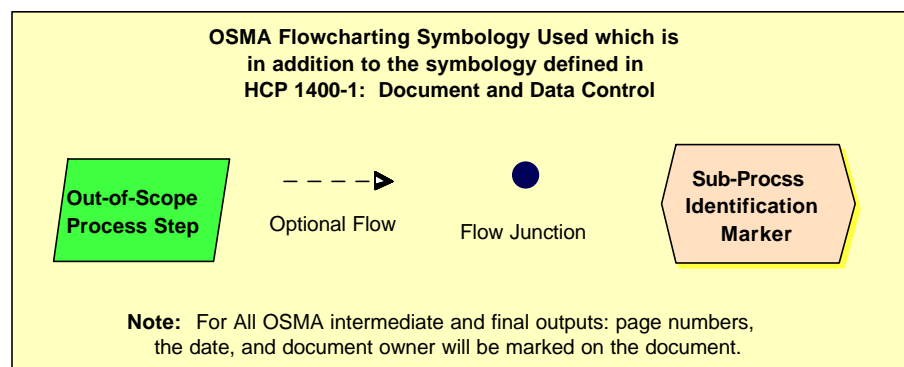 OSMA Flowcharting Symbology Used which is
in addition to the symbology defined in
HCP 1400-1: Document and Data Control
Out-of-Scope
Process Step
Optional Flow
Flow Junction
Sub-Procss
Identification
Marker
Note: For All OSMA intermediate and final outputs: page numbers,
the date, and document owner will be marked on the document.